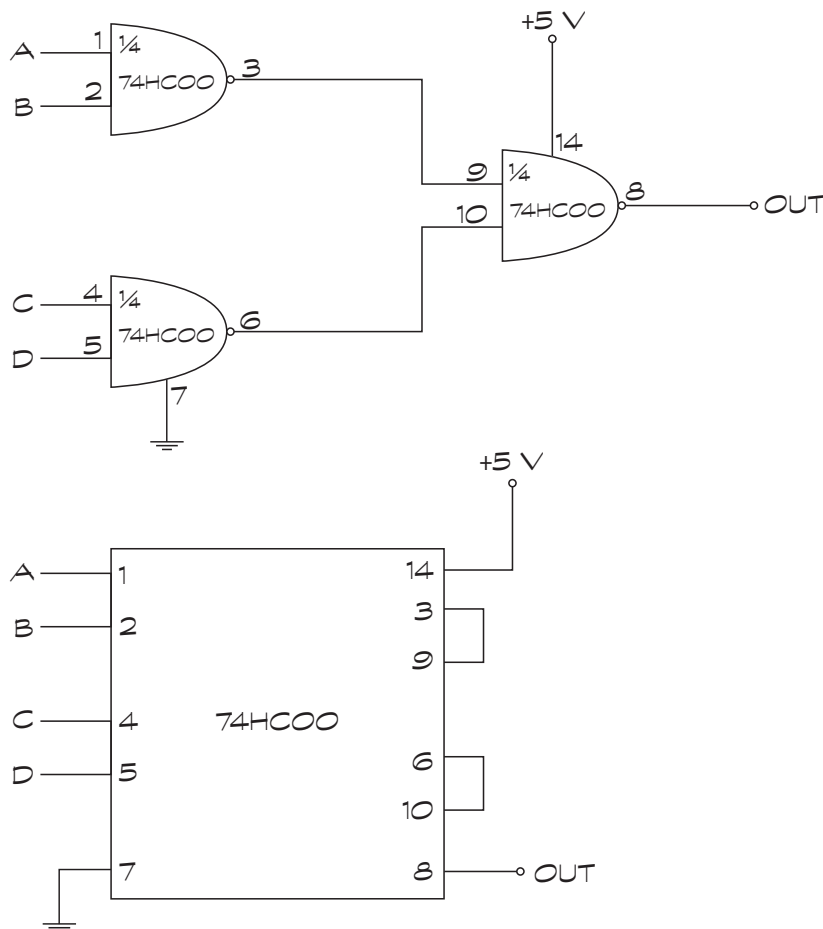 +5 V
A 1 ¼ 3
74HC00
B 2
14
9 ¼ 8
10 74HC00 OUT
C 4 ¼ 6
74HC00
D 5
7
+5 V
A 1 14
3
B 2
9
C 4 74HC00
6
D 5
10
7 8 OUT